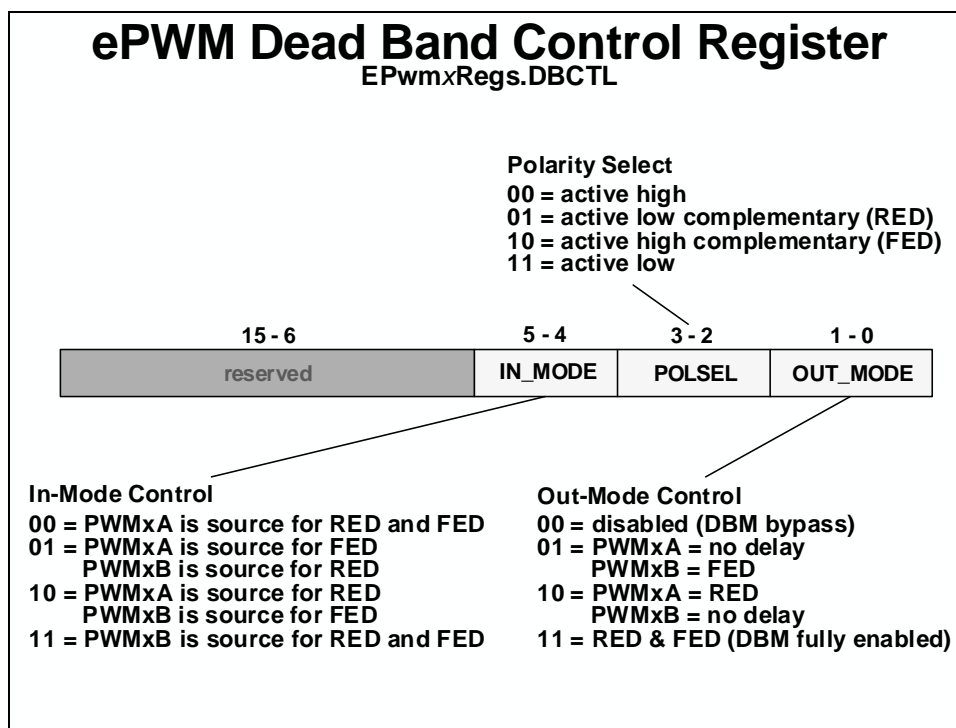 ePWM Dead Band Control Register
EPwmxRegs.DBCTL
Polarity Select
00 = active high
01 = active low complementary (RED)
10 = active high complementary (FED)
11 = active low
15 - 6 5 - 4 3 - 2 1 - 0
reserved IN_MODE POLSEL OUT_MODE
In-Mode Control
00 = PWMxA is source for RED and FED
01 = PWMxA is source for FED
PWMxB is source for RED
10 = PWMxA is source for RED
PWMxB is source for FED
11 = PWMxB is source for RED and FED
Out-Mode Control
00 = disabled (DBM bypass)
01 = PWMxA = no delay
PWMxB = FED
10 = PWMxA = RED
PWMxB = no delay
11 = RED & FED (DBM fully enabled)